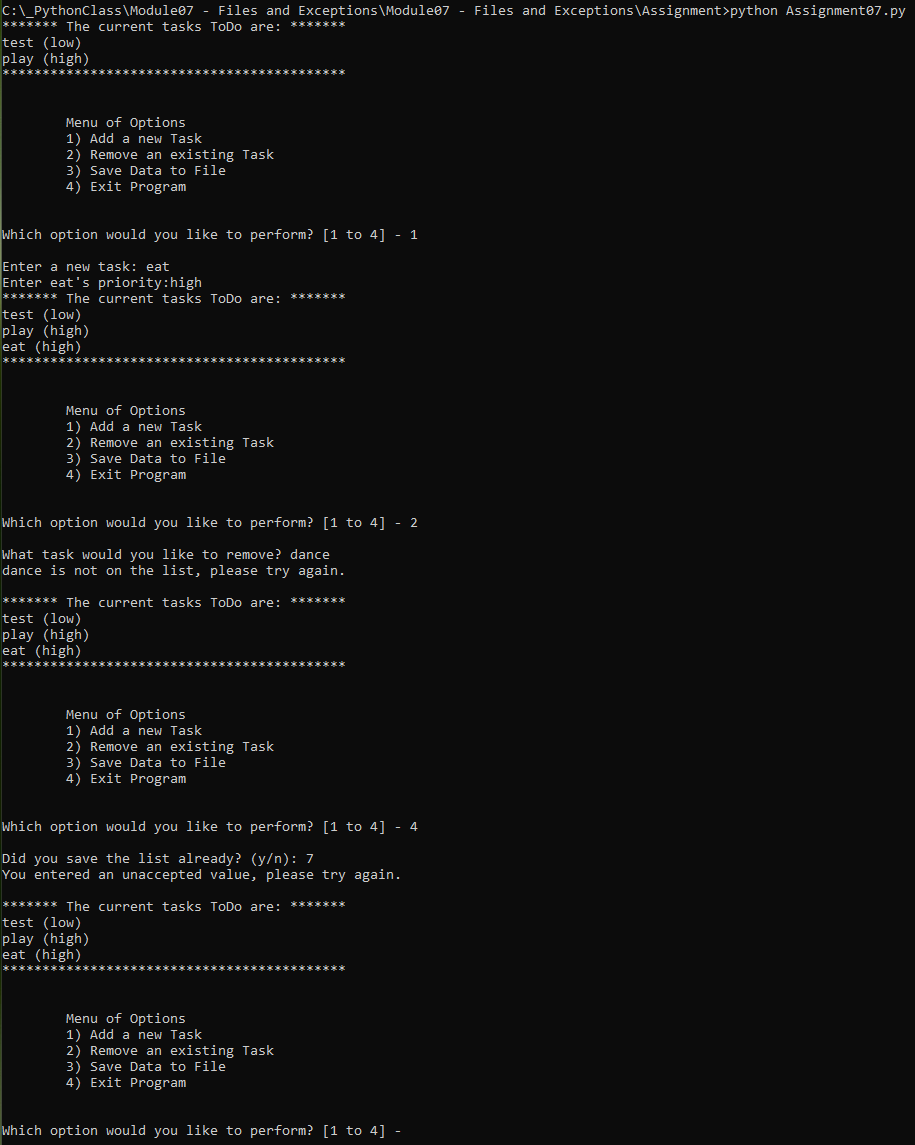 C:\_PythonClass\Module07 - Files and Exceptions\Module07 - Files and Exceptions\Assignment>python Assignment07.py
******* The current tasks ToDo are: *******
test (low)
play (high)
*******************************************
Menu of Options
1) Add a new Task
2) Remove an existing Task
3) Save Data to File
4) Exit Program
Which option would you like to perform? [1 to 4] - 1
Enter a new task: eat
Enter eat's priority:high
******* The current tasks ToDo are: *******
test (low)
play (high)
eat (high)
*******************************************
Menu of Options
1) Add a new Task
2) Remove an existing Task
3) Save Data to File
4) Exit Program
Which option would you like to perform? [1 to 4] - 2
What task would you like to remove? dance
dance is not on the list, please try again.
******* The current tasks ToDo are: *******
test (low)
play (high)
eat (high)
*******************************************
Menu of Options
1) Add a new Task
2) Remove an existing Task
3) Save Data to File
4) Exit Program
Which option would you like to perform? [1 to 4] - 4
Did you save the list already? (y/n): 7
You entered an unaccepted value, please try again.
******* The current tasks ToDo are: *******
test (low)
play (high)
eat (high)
*******************************************
Menu of Options
1) Add a new Task
2) Remove an existing Task
3) Save Data to File
4) Exit Program
Which option would you like to perform? [1 to 4] -